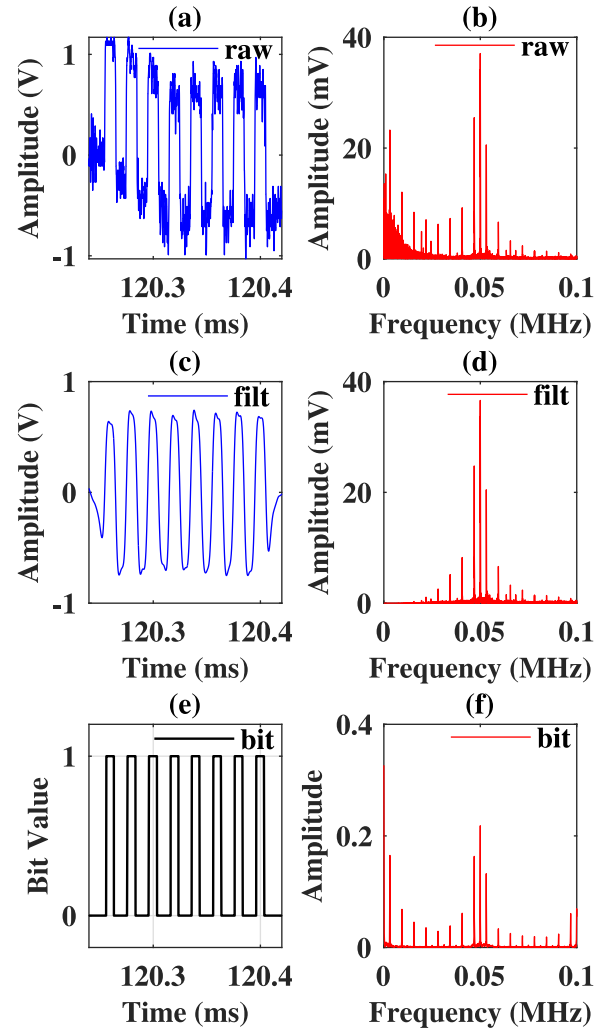 (a)
raw
Amplitude (V)
1
0
-1
120.3
120.4
Time (ms)
(b)
raw
Amplitude (mV)
40
20
0
0
0.05
0.1
Frequency (MHz)
(c)
filt
Amplitude (V)
1
0
-1
120.3
120.4
Time (ms)
(d)
filt
Amplitude (mV)
40
20
0
0
0.05
0.1
Frequency (MHz)
(e)
bit
Bit Value
1
0
120.3
120.4
Time (ms)
(f)
bit
Amplitude
0.4
0.2
0
0
0.05
0.1
Frequency (MHz)